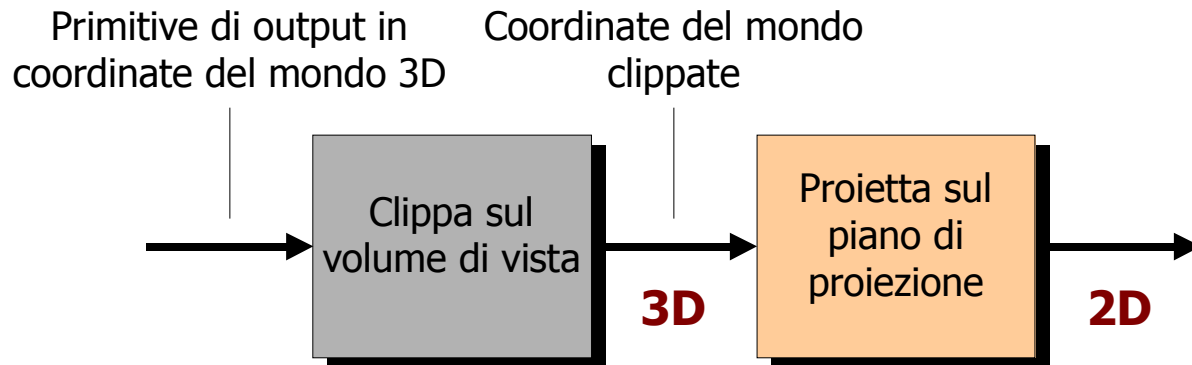 Primitive di output in
coordinate del mondo 3D
Coordinate del mondo
clippate
Clippa sul
volume di vista
3D
Proietta sul
piano di
proiezione
2D